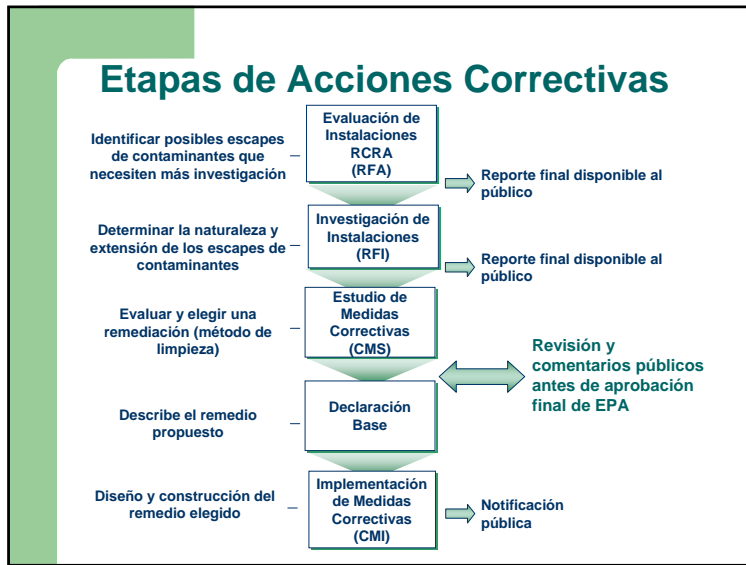 Etapas de Acciones Correctivas
Identificar posibles escapes
de contaminantes que
necesiten más investigación
Evaluación de
Instalaciones
RCRA
(RFA)
Reporte final disponible al
público
Determinar la naturaleza y
extensión de los escapes de
contaminantes
Investigación de
Instalaciones
(RFI)
Reporte final disponible al
público
Evaluar y elegir una
remediación (método de
limpieza)
Estudio de
Medidas
Correctivas
(CMS)
Revisión y
comentarios públicos
antes de aprobación
final de EPA
Describe el remedio
propuesto
Declaración
Base
Diseño y construcción del
remedio elegido
Implementación
de Medidas
Correctivas
(CMI)
Notificación
pública